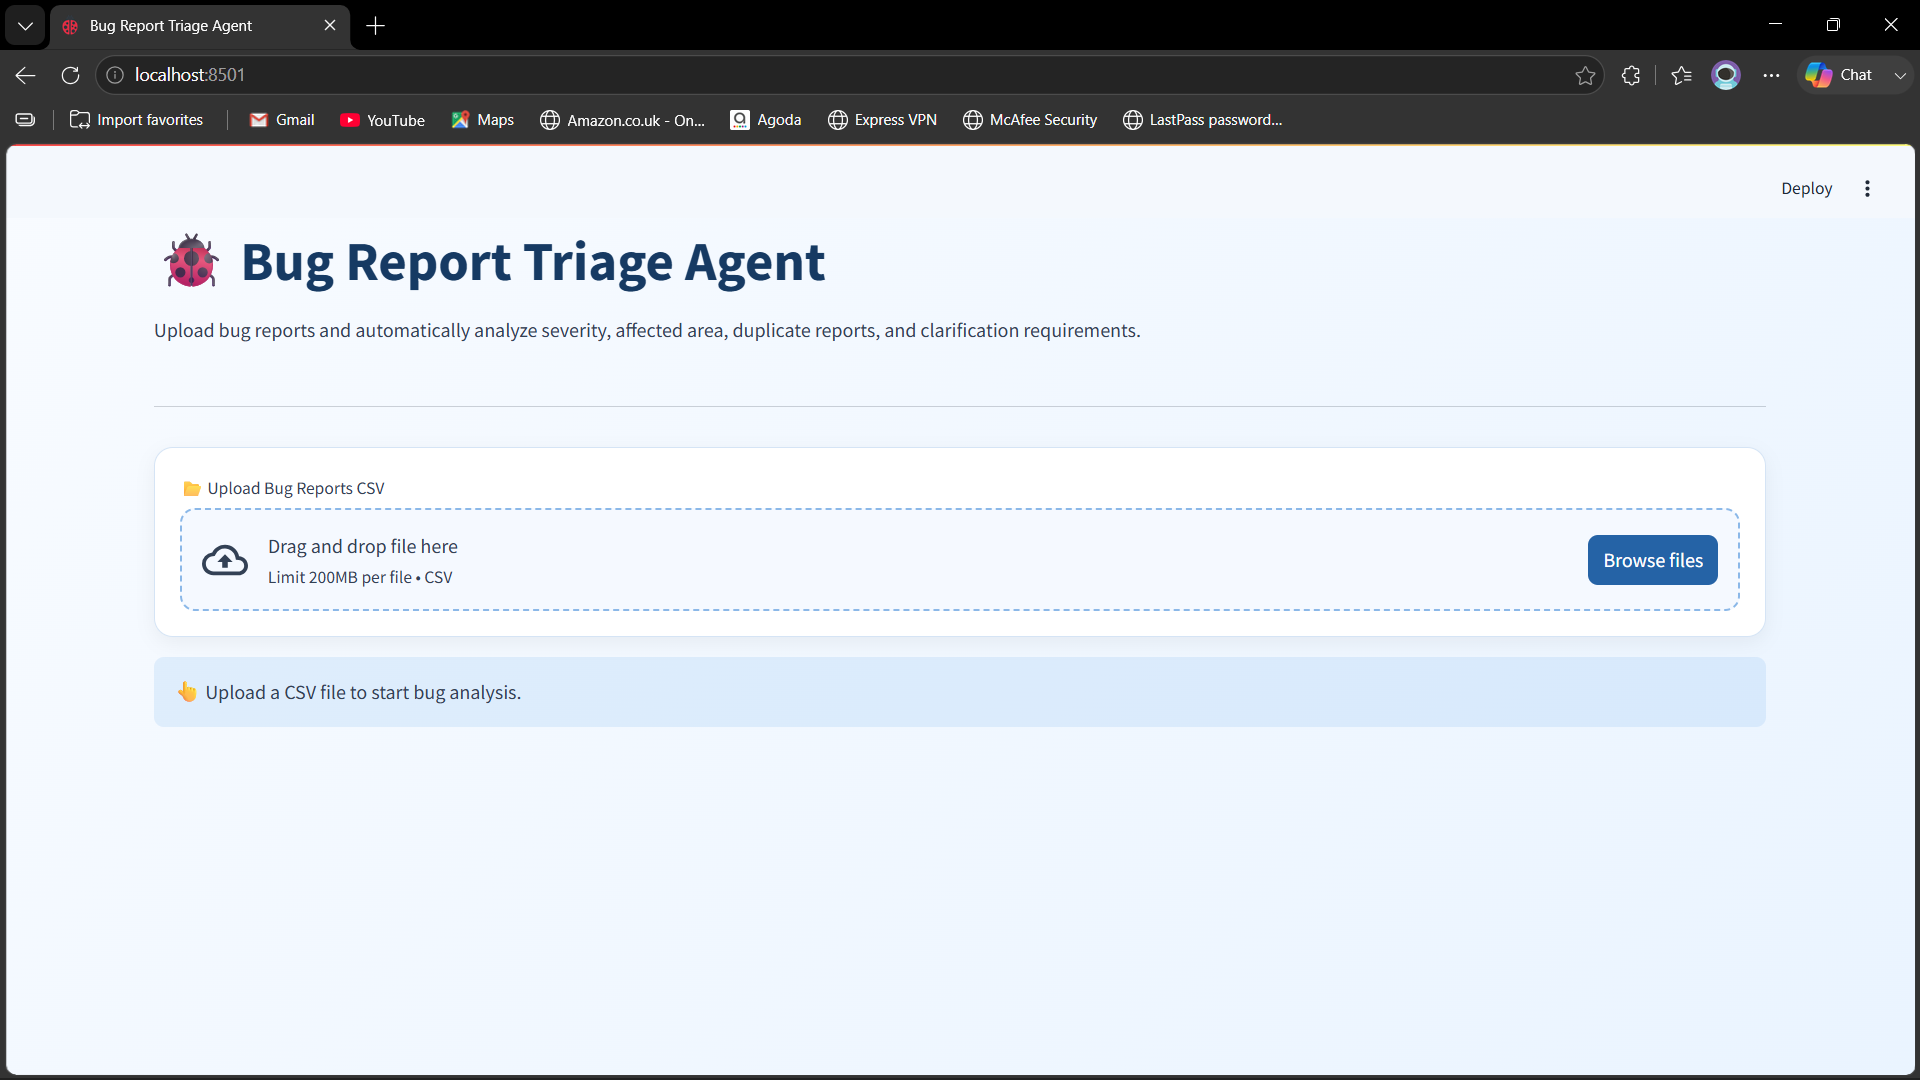 Bug Report Triage Agent
localhost:8501
Chat
Import favorites
Gmail
YouTube
Maps
Amazon.co.uk - On...
Agoda
Express VPN
McAfee Security
LastPass password...
Deploy
Bug Report Triage Agent
Upload bug reports and automatically analyze severity, affected area, duplicate reports, and clarification requirements.
Upload Bug Reports CSV
Drag and drop file here
Limit 200MB per file • CSV
Browse files
Upload a CSV file to start bug analysis.